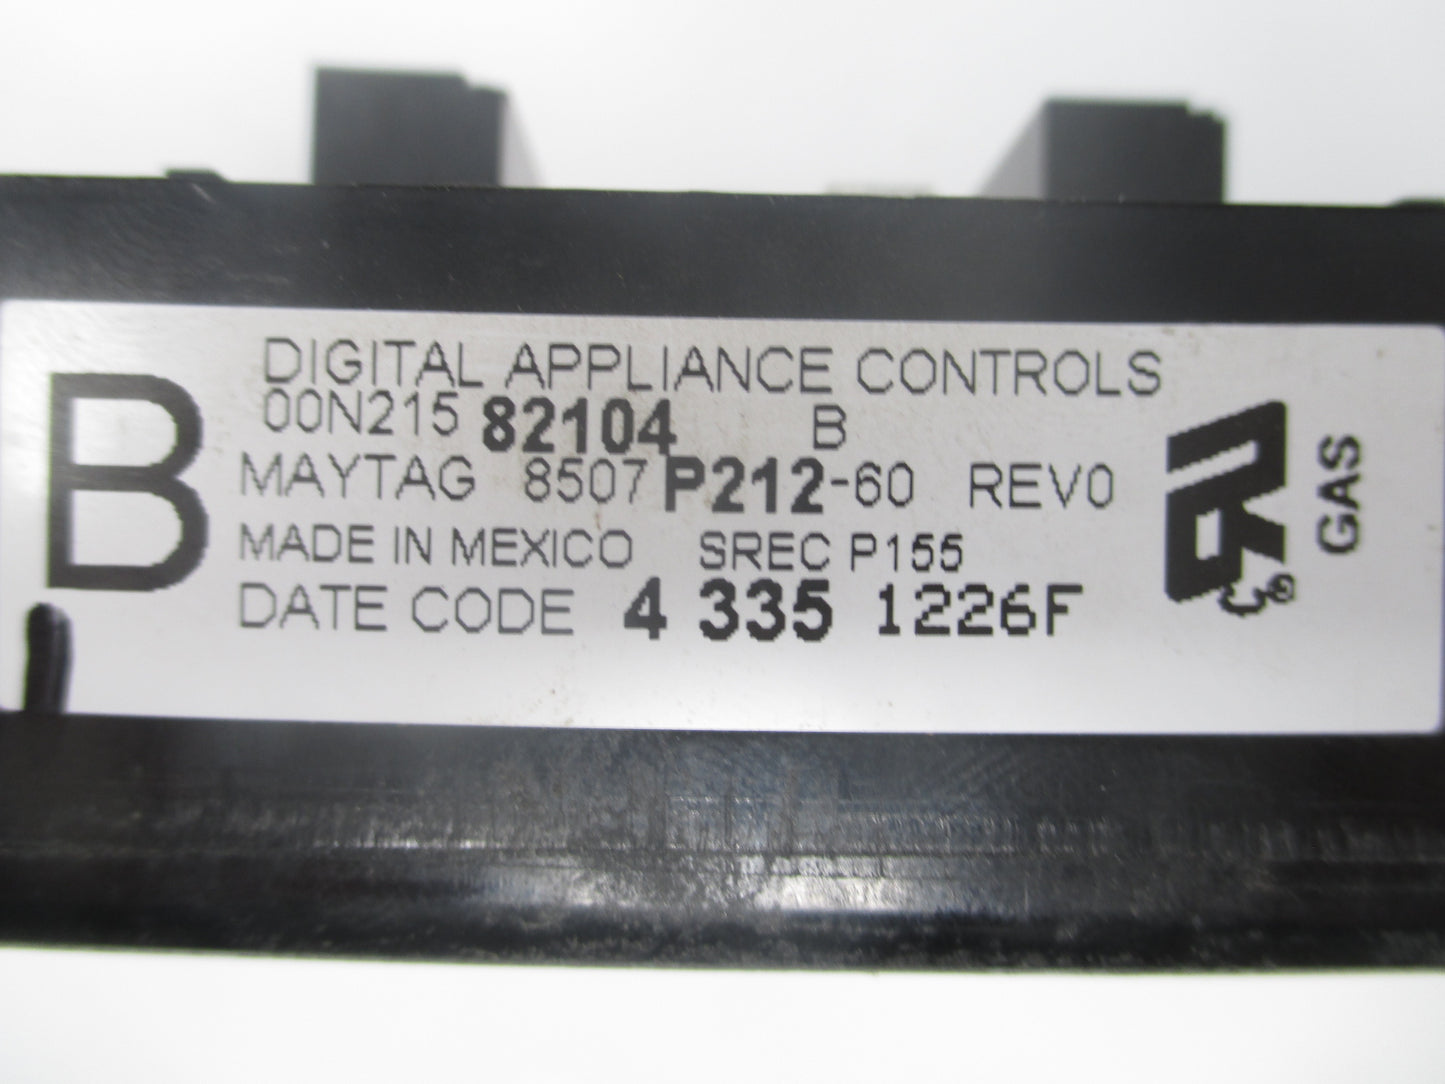 B
DIGITAL APPLIANCE CONTROLS
00N215 82104 B
MAYTAG 8507 P212-60 REV0
MADE IN MEXICO SREC P155
DATE CODE 4 335 1226F
GAS